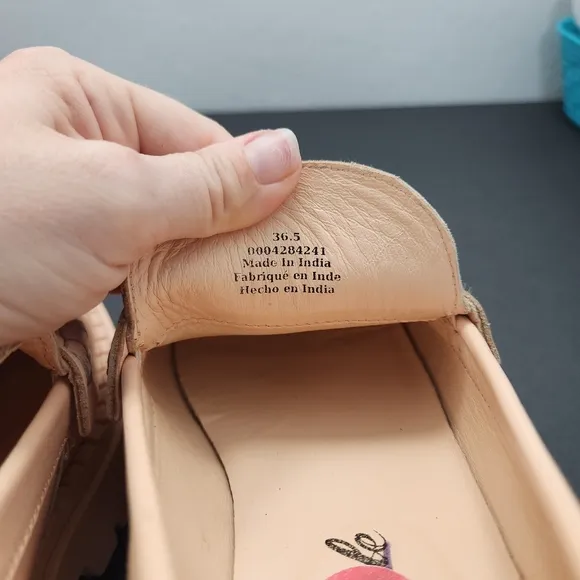 36.5
0004284241
Made In India
Fabriqué en Inde
Hecho en India